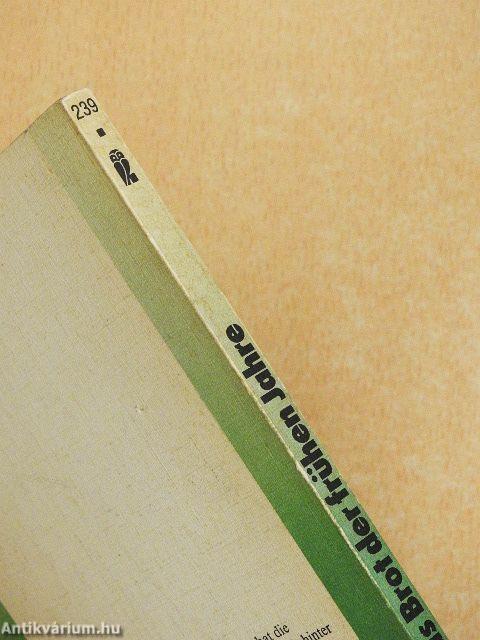 239
s Brot der frühen Jahre
hat die
hinter
Antikvárium.hu